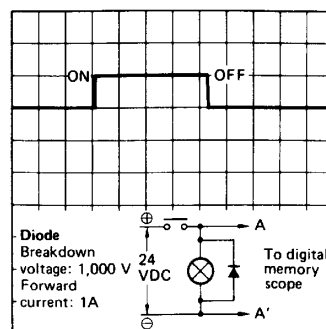 ON
OFF
⊕
A
Diode
Breakdown
voltage: 1,000 V
Forward
current: 1A
24
VDC
To digital
memory
scope
⊖
A'